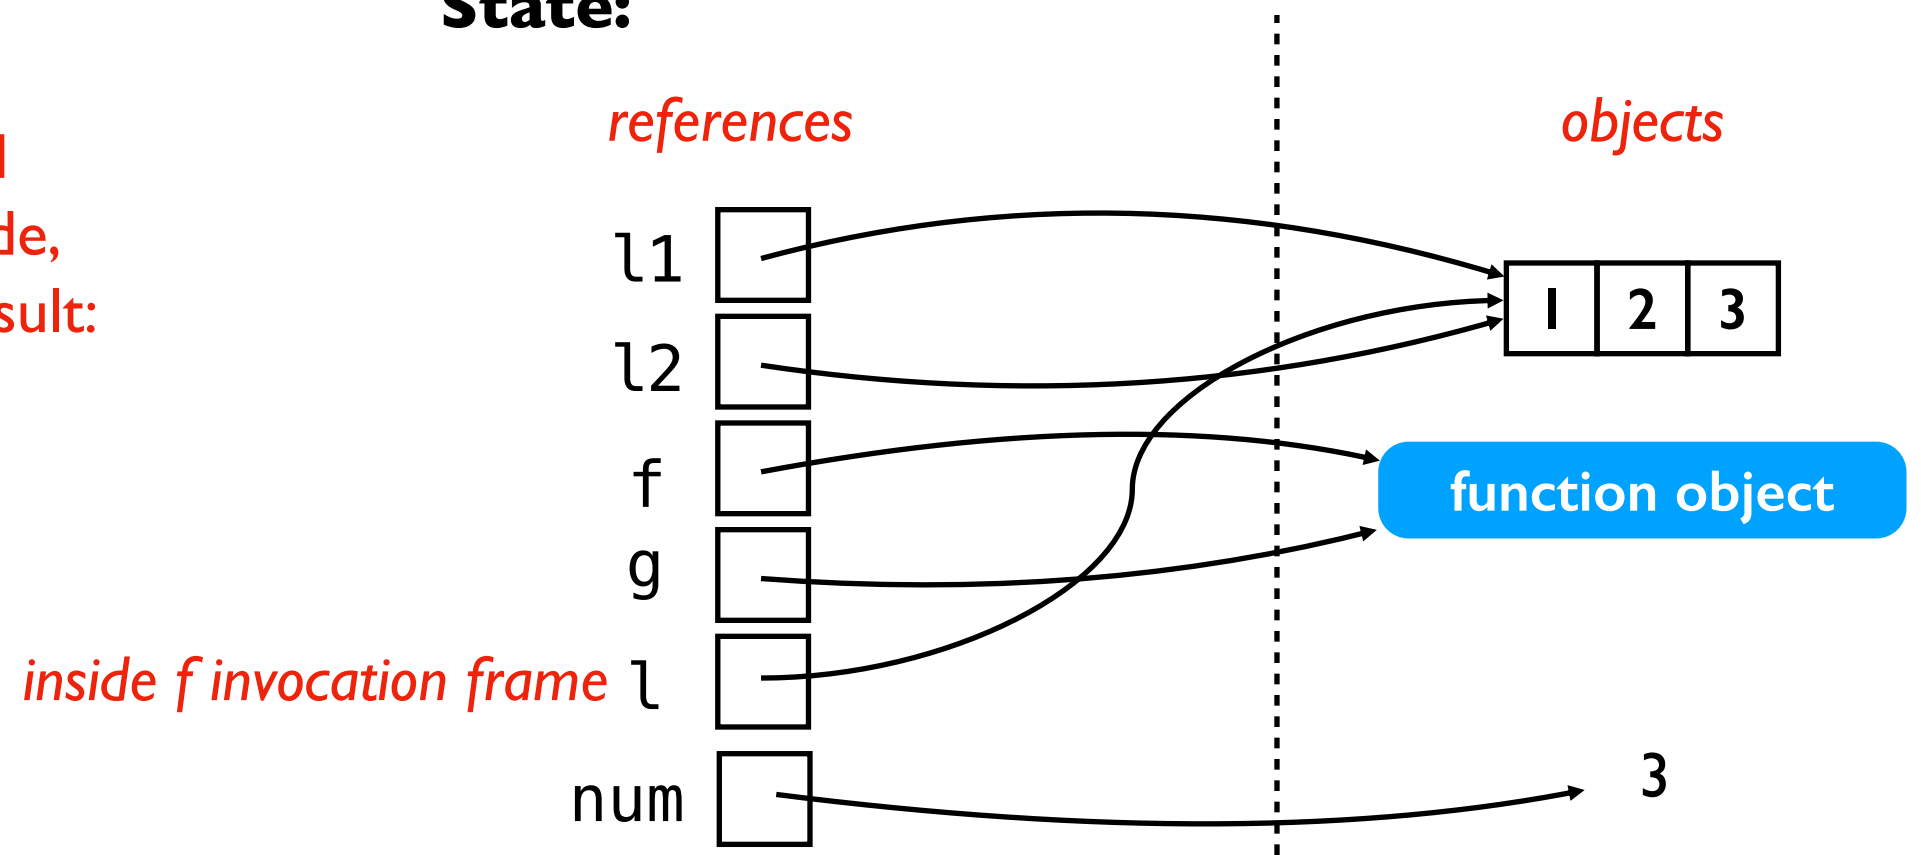 State:
references
objects
de,
sult:
l1
1 2 3
l2
f
function object
g
inside f invocation frame l
num
3